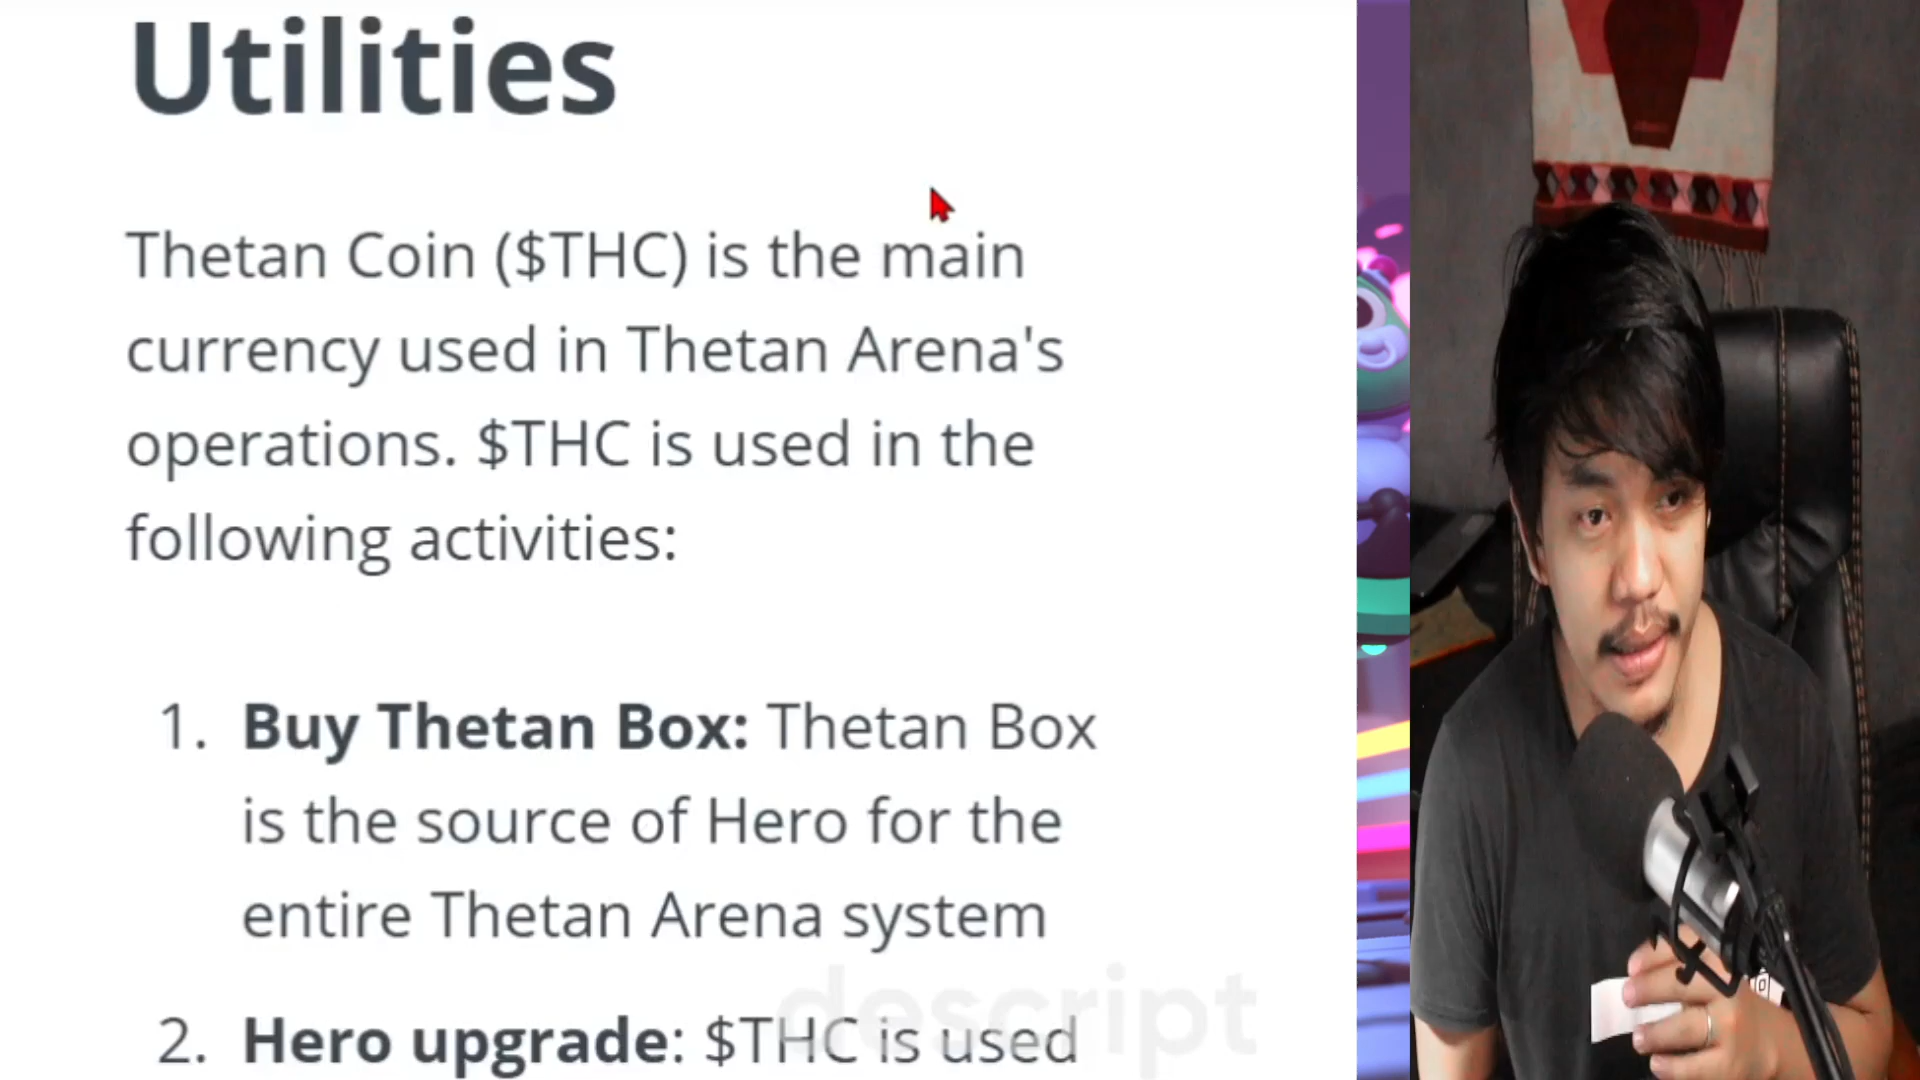 Utilities
Thetan Coin ($THC) is the main
currency used in Thetan Arena's
operations. $THC is used in the
following activities:
1. Buy Thetan Box: Thetan Box
is the source of Hero for the
entire Thetan Arena system
2. Hero upgrade: $THC is used
descript